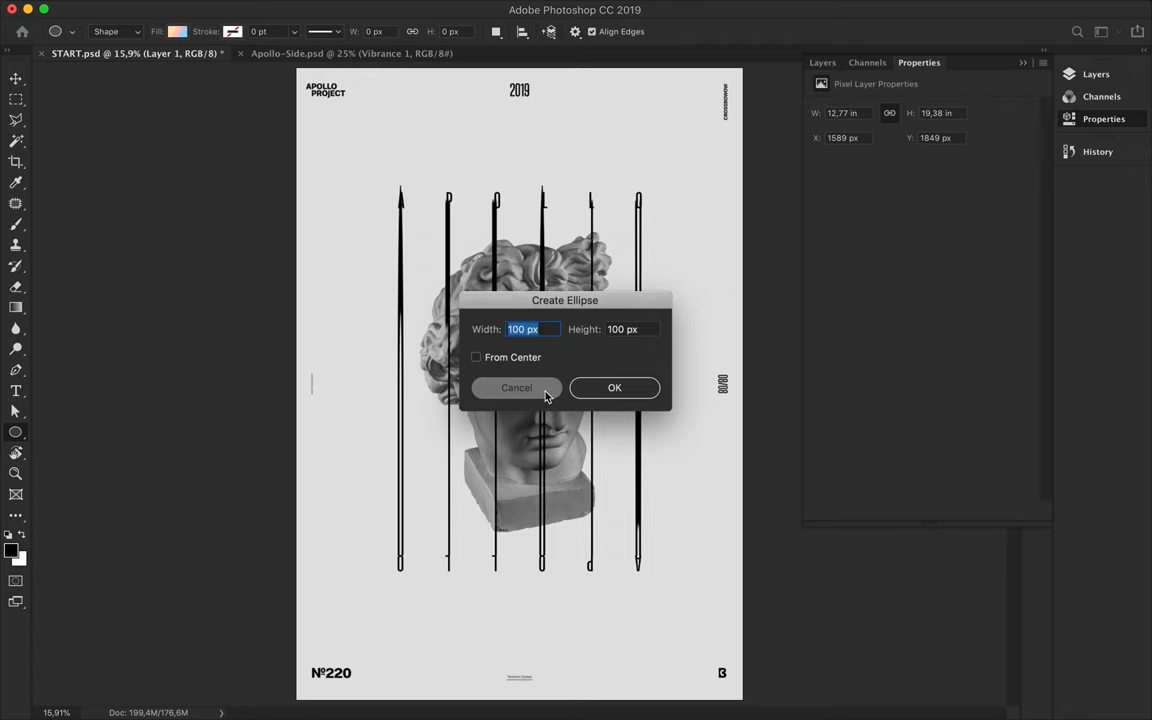 Adobe Photoshop CC 2019
Shape
Fill:
Stroke:
0 pt
W: 0 px
H: 0 px
Align Edges
START.psd @ 15,9% (Layer 1, RGB/8) *
Apollo-Side.psd @ 25% (Vibrance 1, RGB/8#)
Layers
Channels
Properties
Pixel Layer Properties
W: 12,77 in
H: 19,38 in
X: 1589 px
Y: 1849 px
Layers
Channels
Properties
History
APOLLO
PROJECT
2019
CROSSBOWOW
Create Ellipse
Width: 100 px
Height: 100 px
From Center
Cancel
OK
80/80
Nº220
B
15,91%
Doc: 199,4M/176,6M